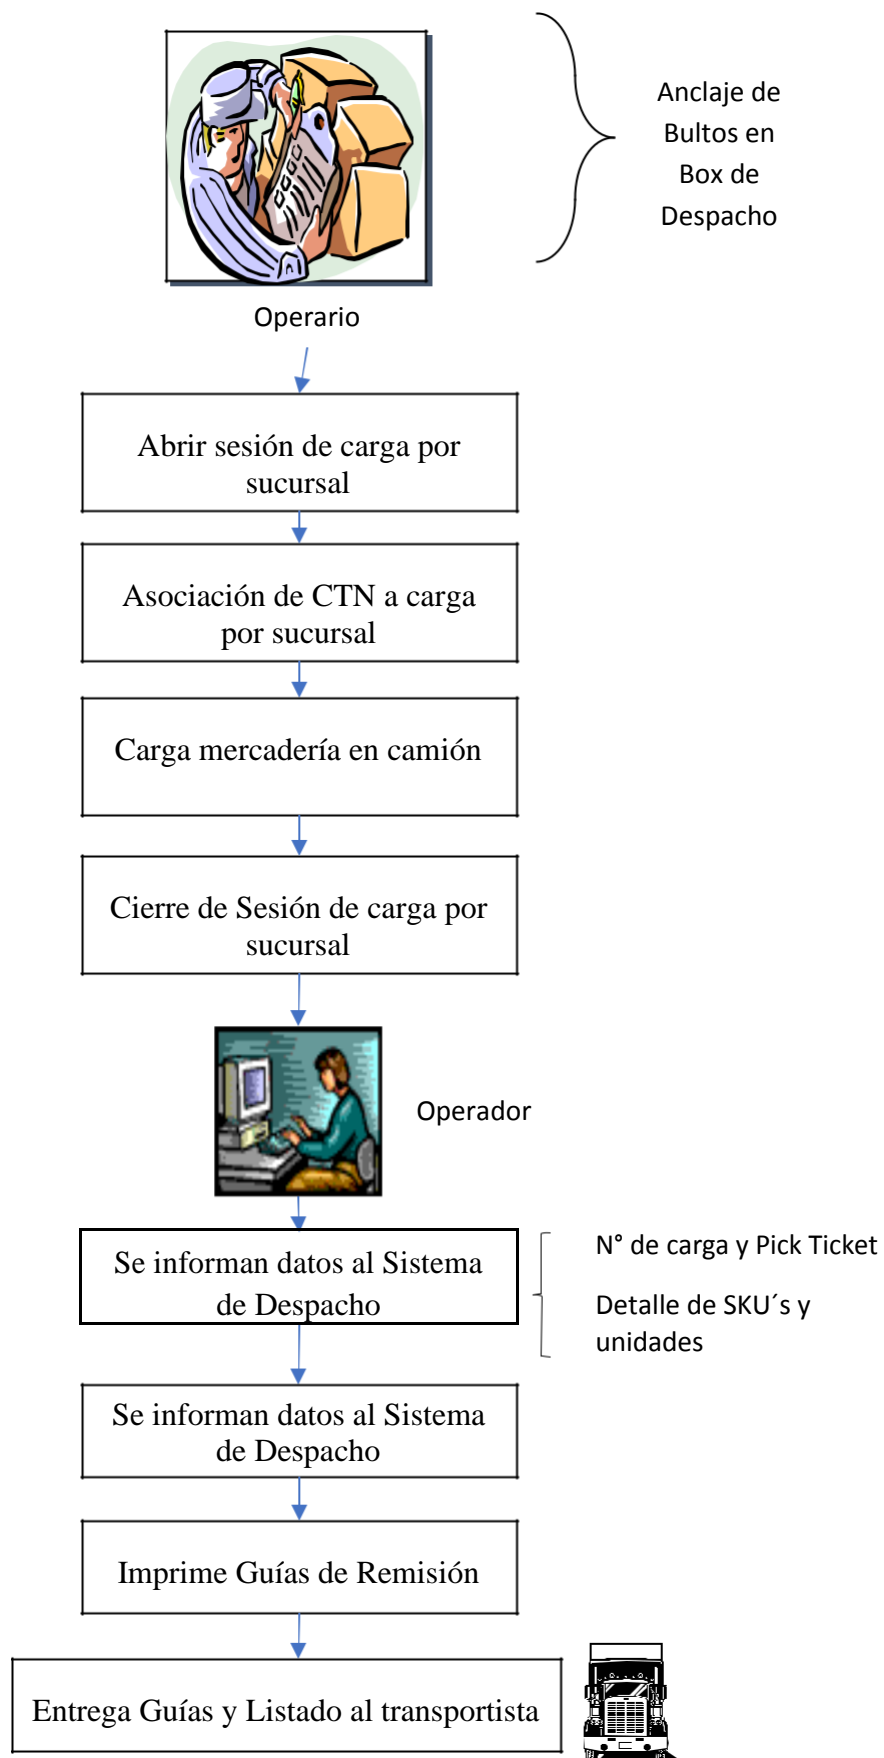 Anclaje de
Bultos en
Box de
Despacho
Operario
Abrir sesión de carga por
sucursal
Asociación de CTN a carga
por sucursal
Carga mercadería en camión
Cierre de Sesión de carga por
sucursal
Operador
Se informan datos al Sistema
de Despacho
N° de carga y Pick Ticket
Detalle de SKU´s y
unidades
Se informan datos al Sistema
de Despacho
Imprime Guías de Remisión
Entrega Guías y Listado al transportista